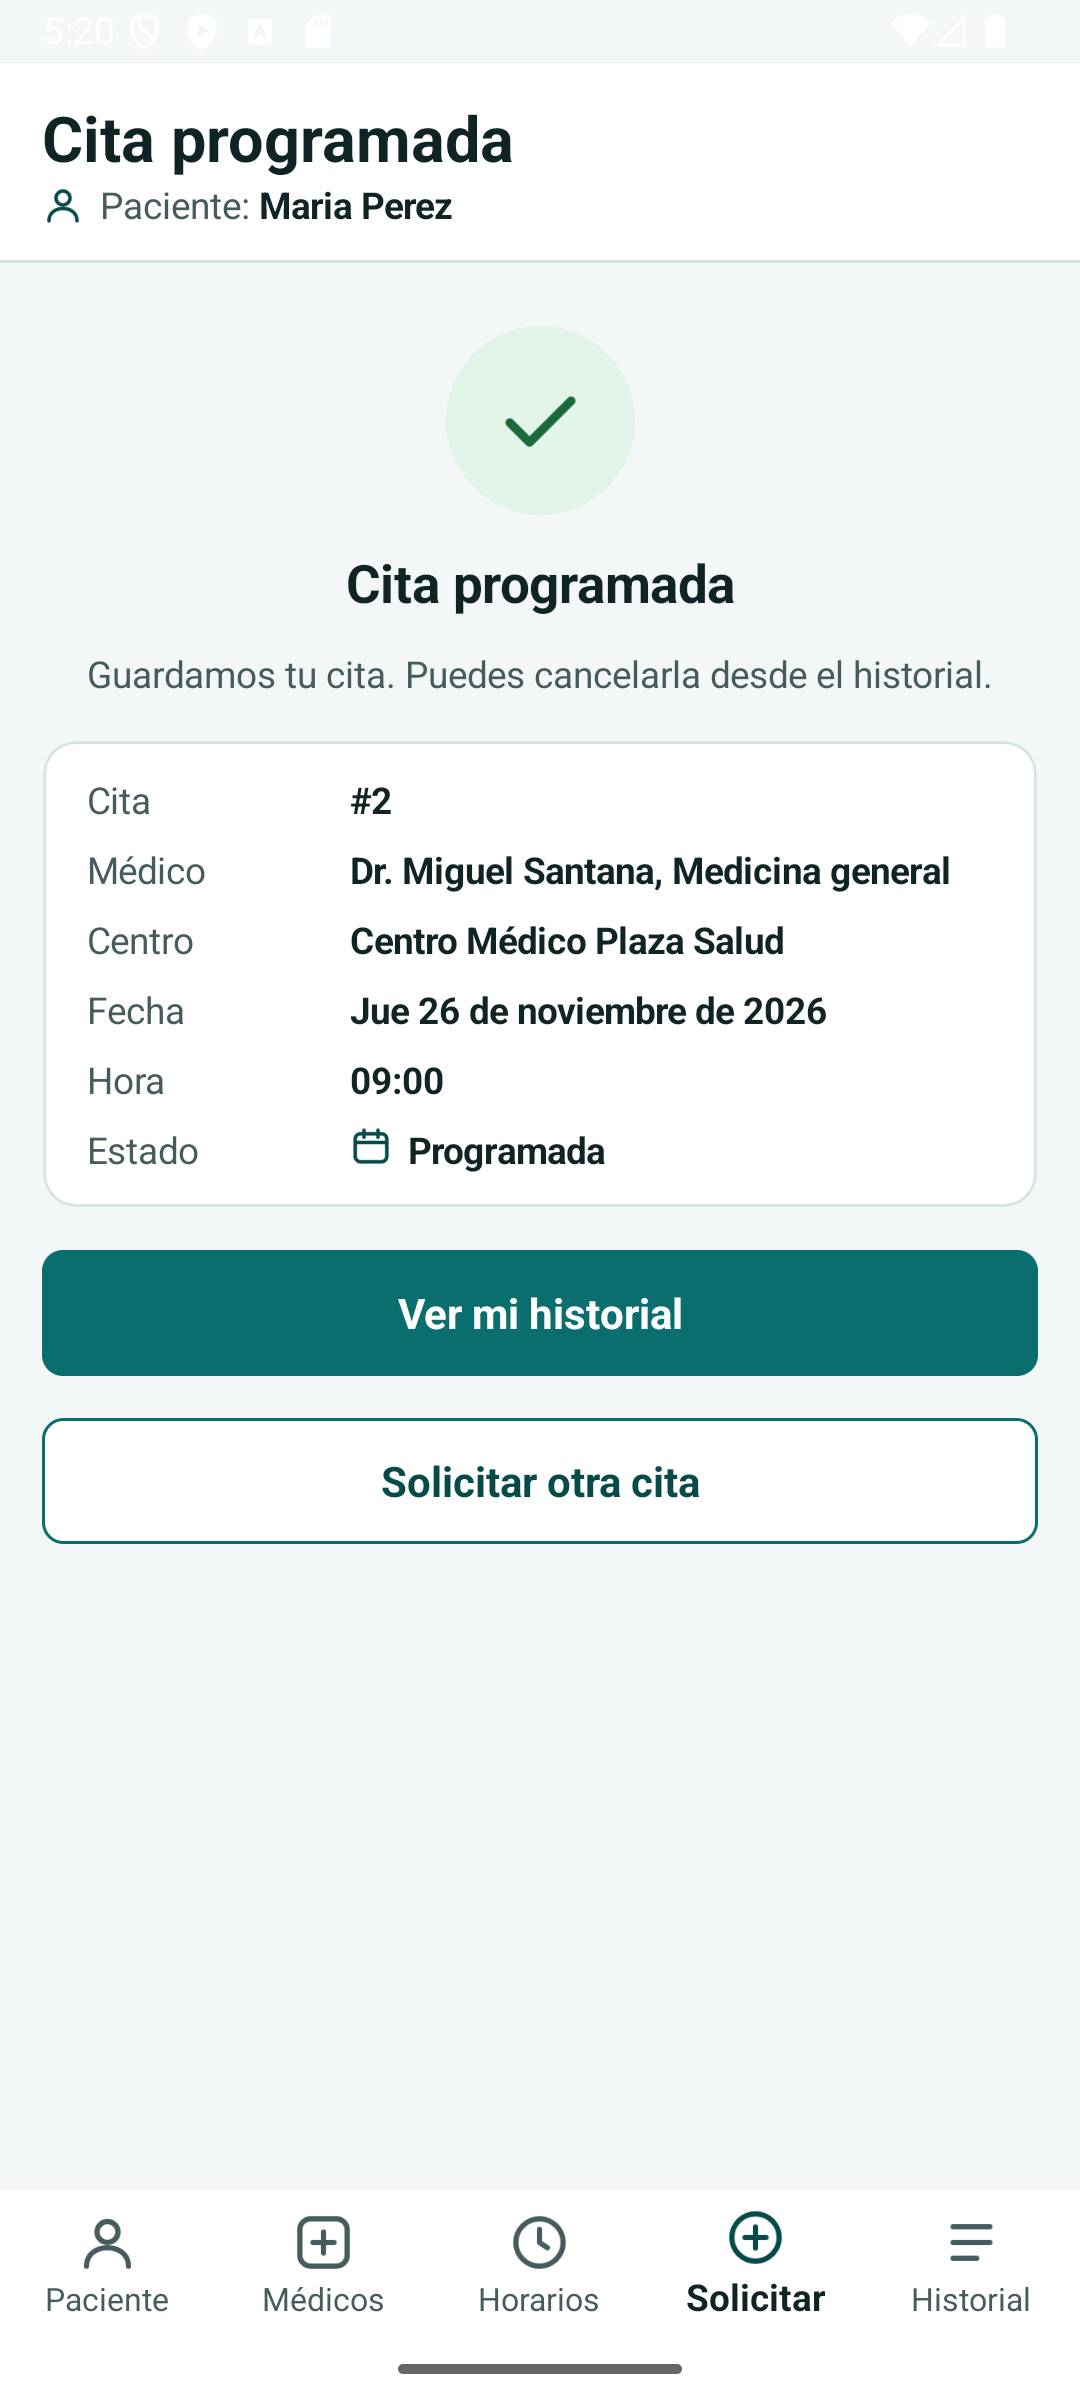 5:20
Cita programada
Paciente: Maria Perez
Cita programada
Guardamos tu cita. Puedes cancelarla desde el historial.
Cita #2
Médico Dr. Miguel Santana, Medicina general
Centro Centro Médico Plaza Salud
Fecha Jue 26 de noviembre de 2026
Hora 09:00
Estado Programada
Ver mi historial
Solicitar otra cita
Paciente Médicos Horarios Solicitar Historial